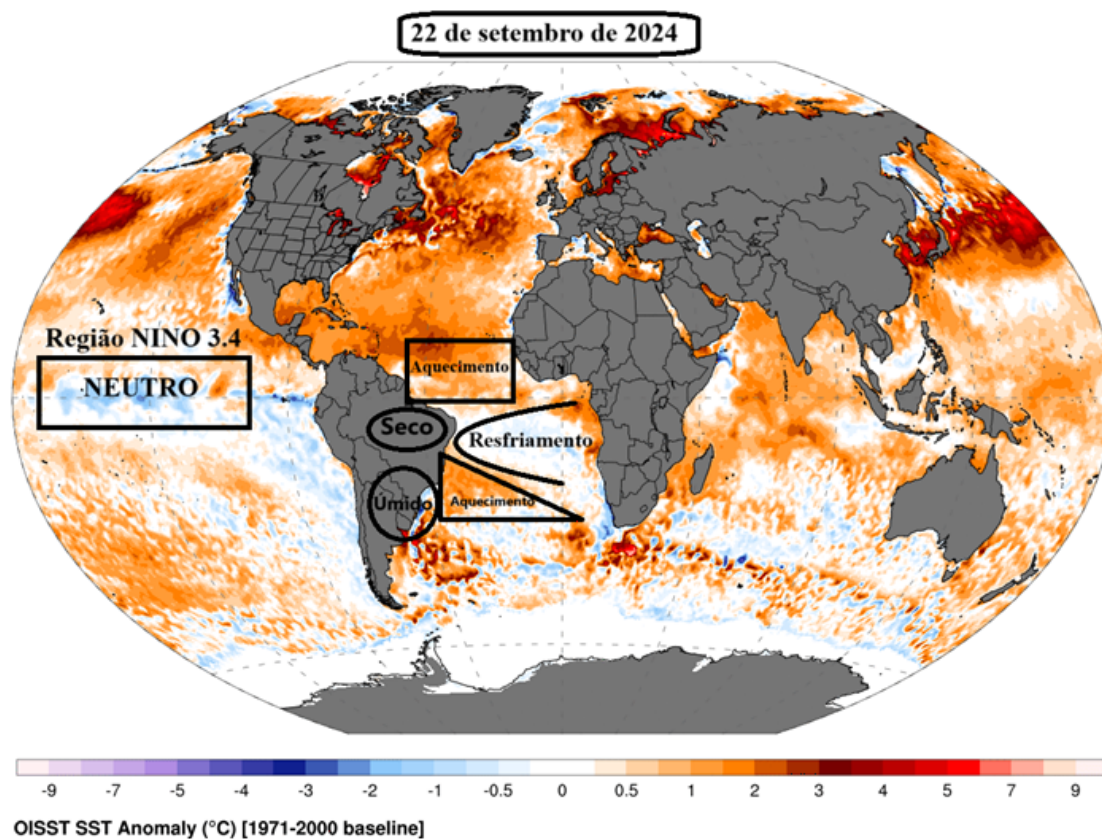 22 de setembro de 2024
Região NINO 3.4
NEUTRO
Aquecimento
Seco
Resfriamento
Úmido
Aquecimento
-9 -7 -5 -4 -3 -2 -1 -0.5 0 0.5 1 2 3 4 5 7 9
OISST SST Anomaly (°C) [1971-2000 baseline]